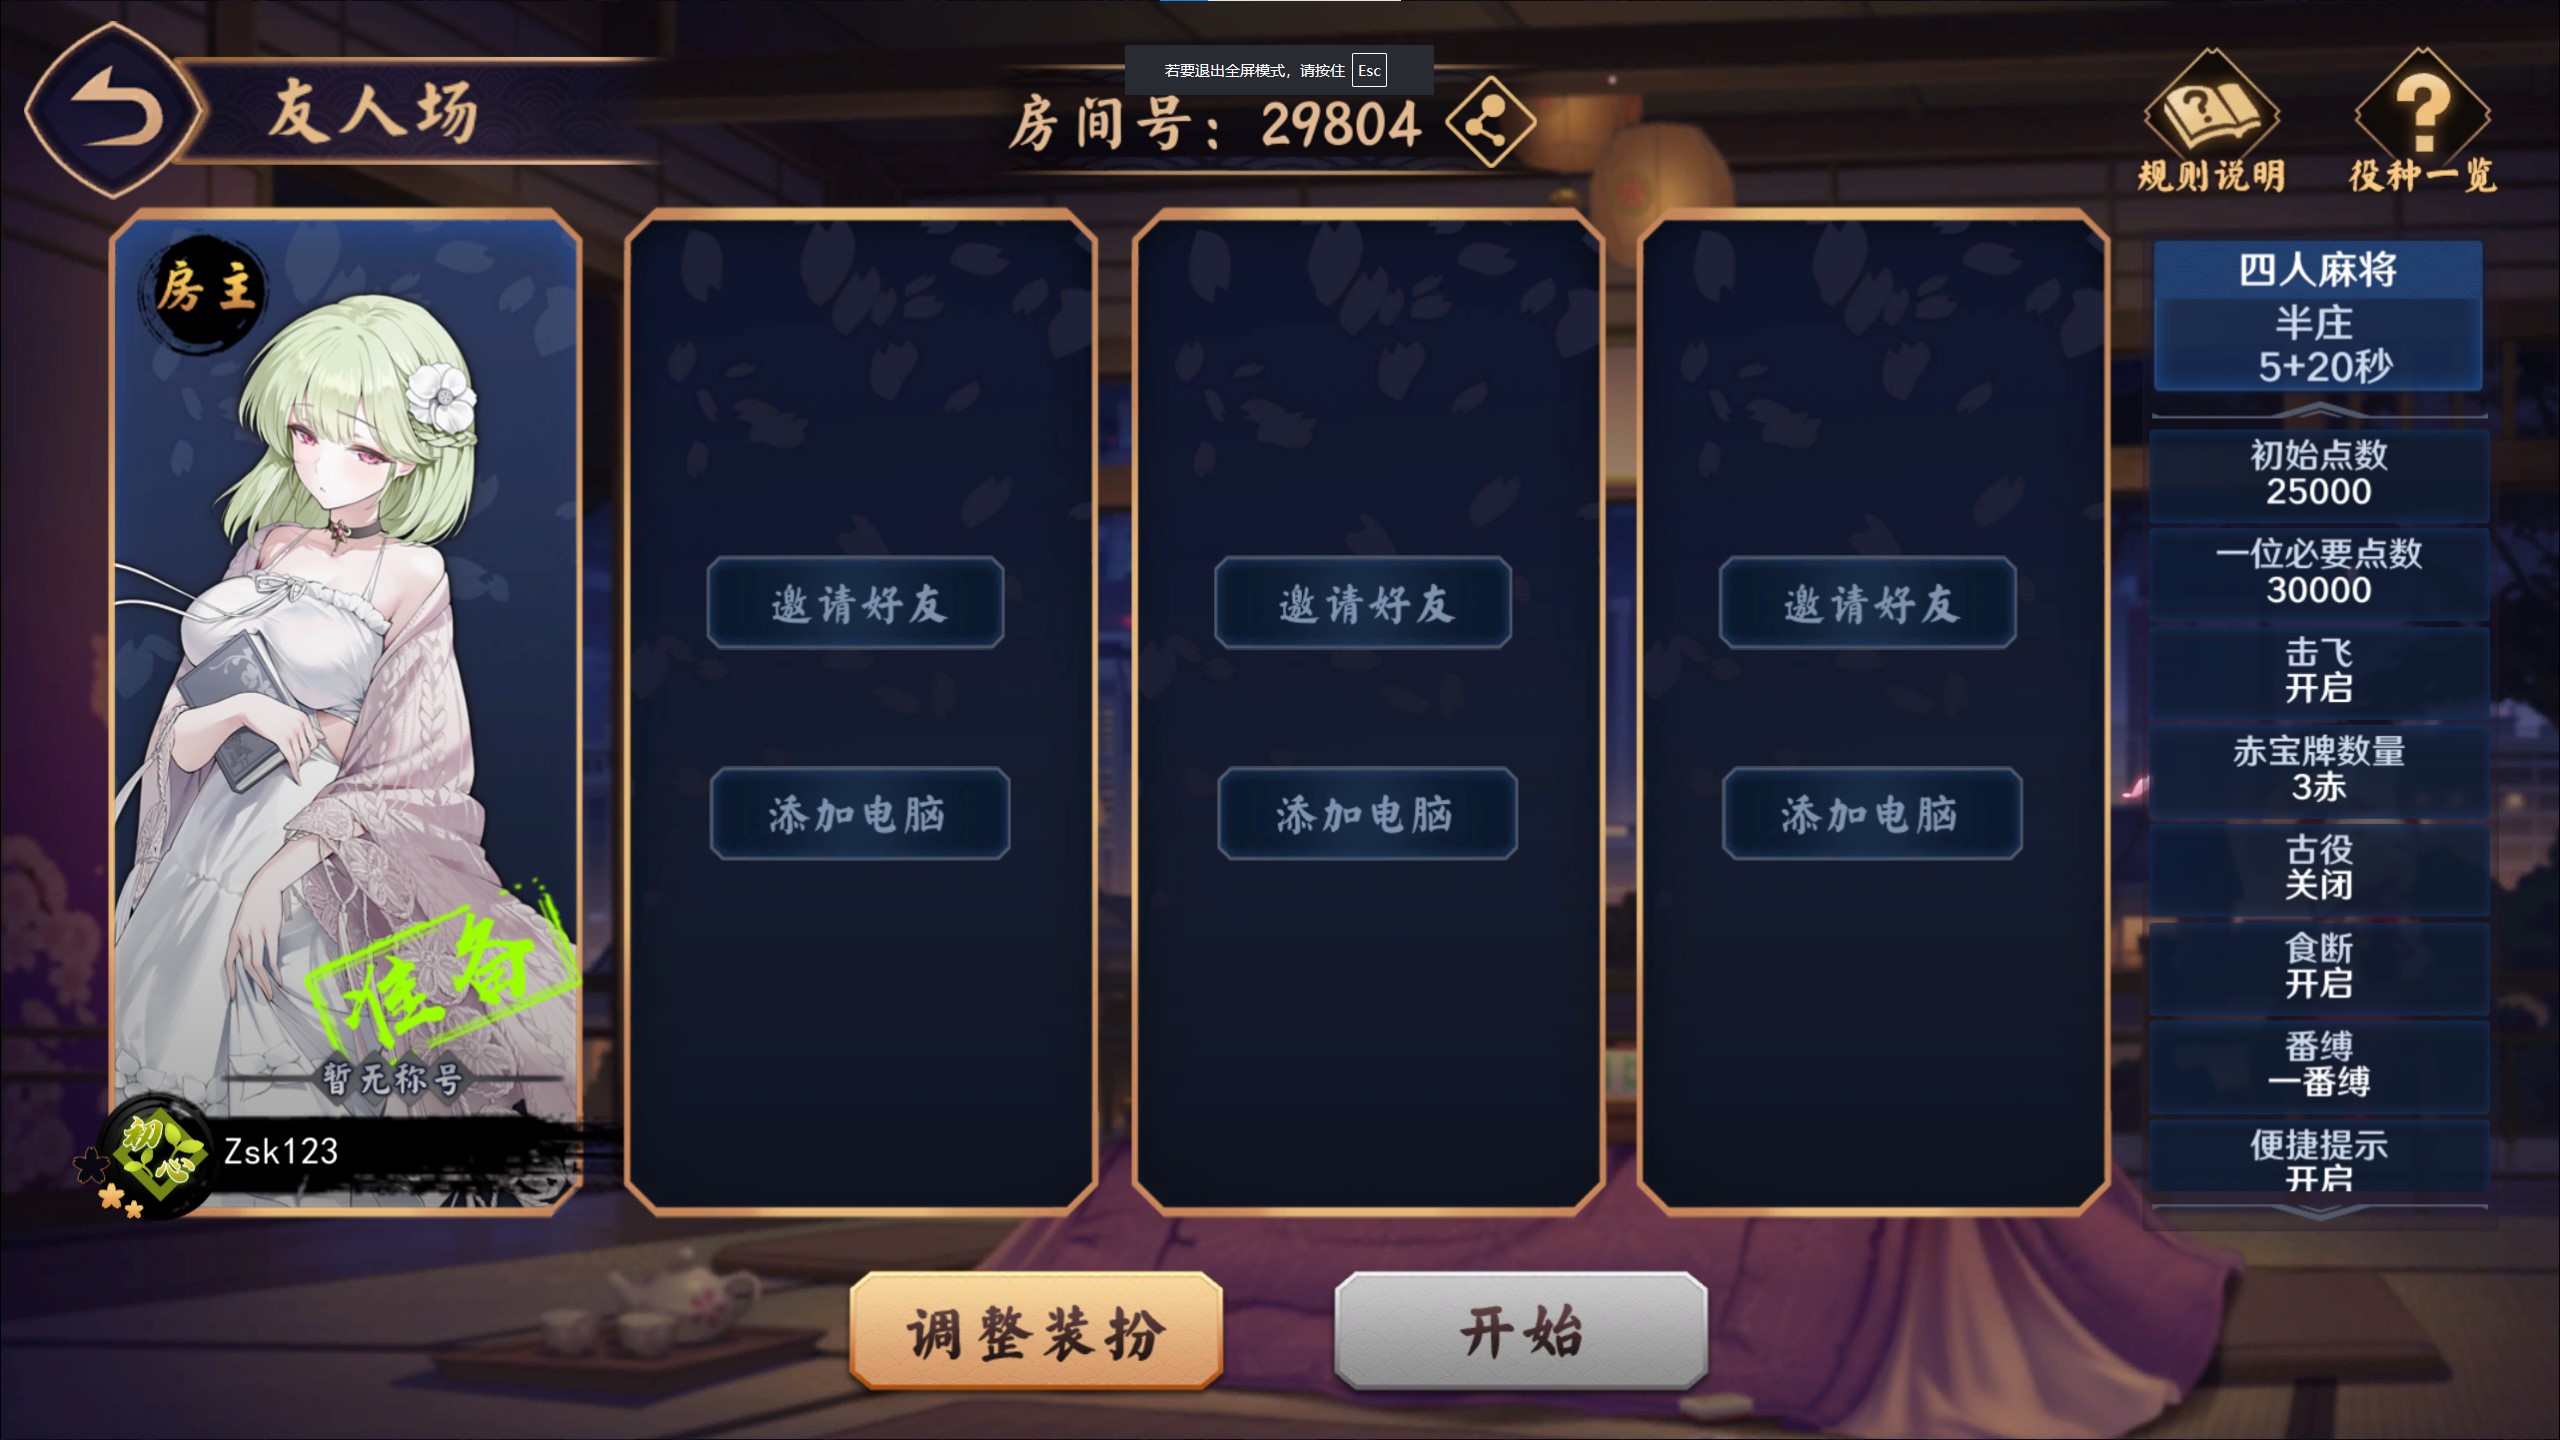 若要退出全屏模式，请按住 Esc
友人场
房间号：29804
规则说明
役种一览
房主
准备
暂无称号
初心
Zsk123
邀请好友
添加电脑
邀请好友
添加电脑
邀请好友
添加电脑
四人麻将
半庄
5+20秒
初始点数
25000
一位必要点数
30000
击飞
开启
赤宝牌数量
3赤
古役
关闭
食断
开启
番缚
一番缚
便捷提示
开启
调整装扮
开始